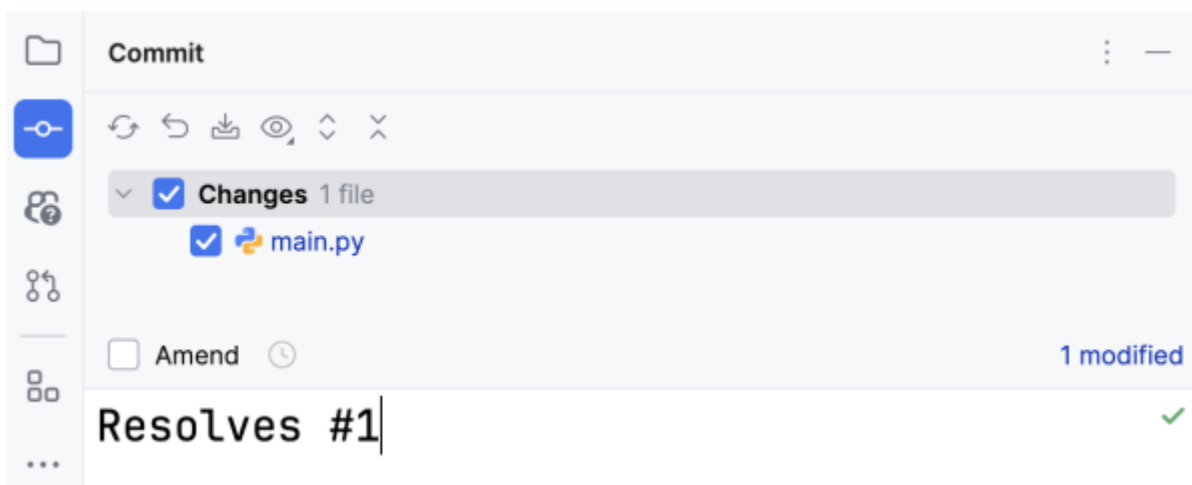 Commit
Changes 1 file
main.py
Amend 1 modified
Resolves #1